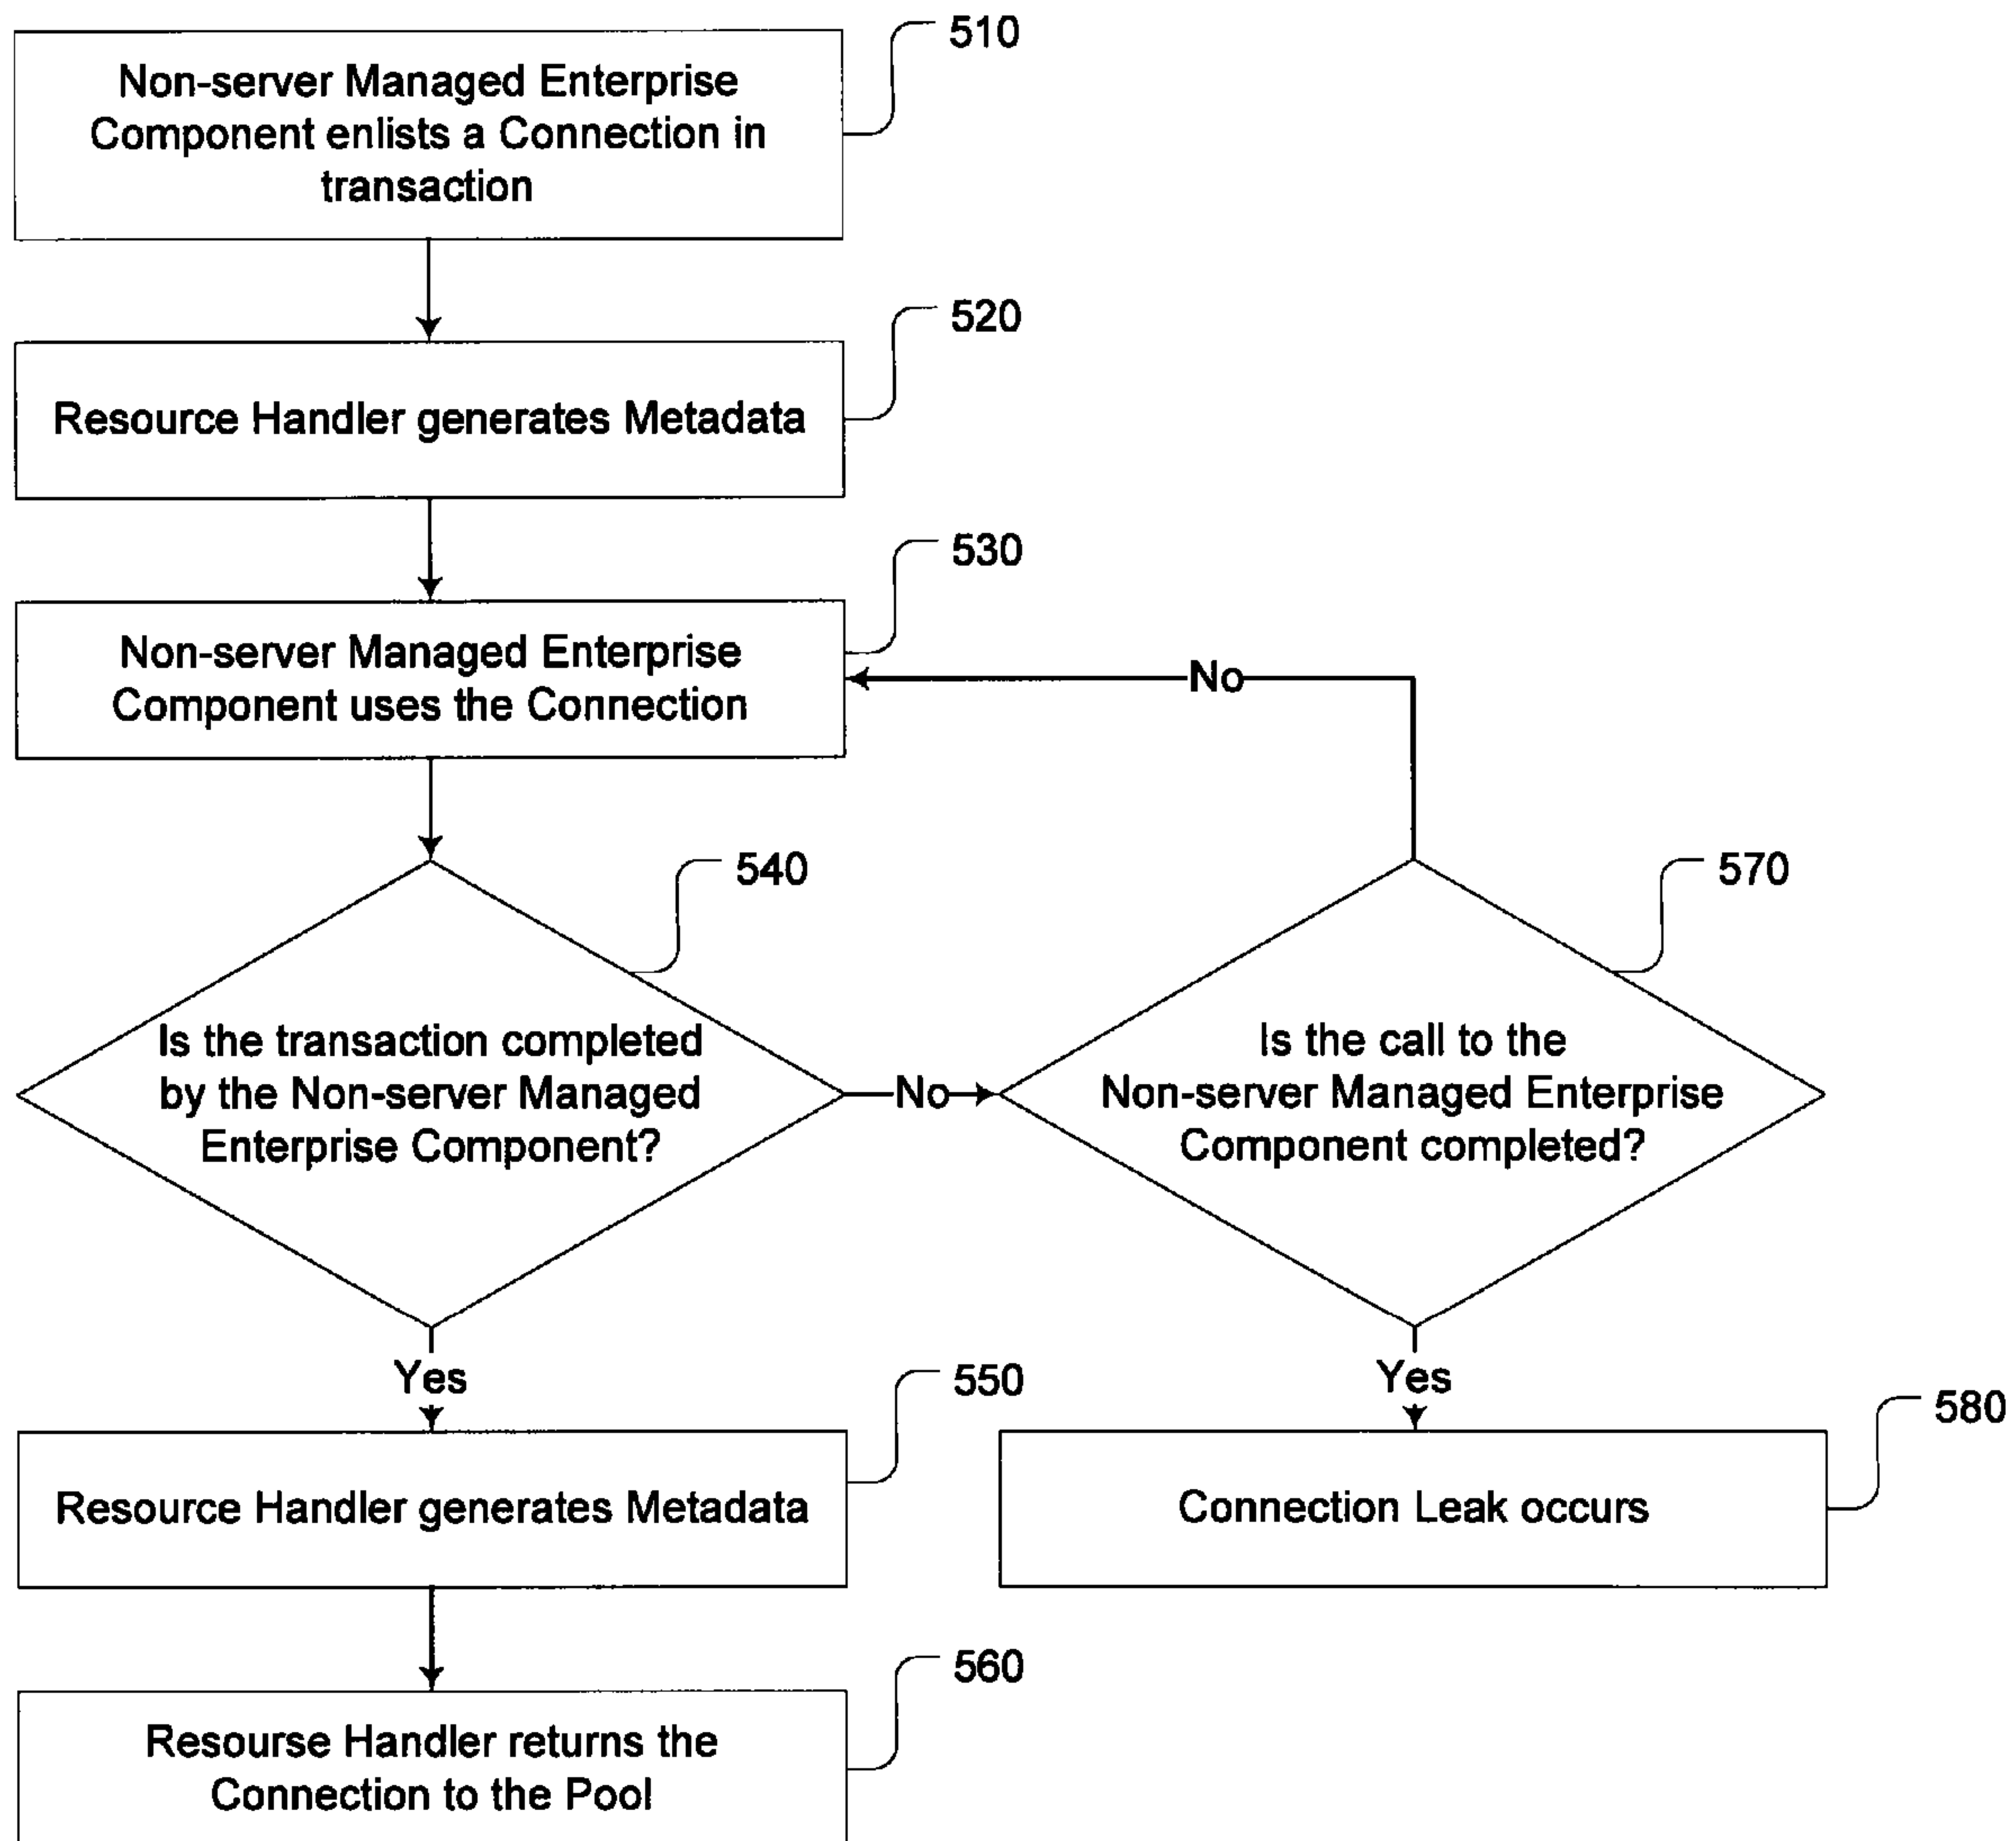 510
Non-server Managed Enterprise
Component enlists a Connection in
transaction
520
Resource Handler generates Metadata
530
Non-server Managed Enterprise
Component uses the Connection
No
540
Is the transaction completed
by the Non-server Managed
Enterprise Component?
No
570
Is the call to the
Non-server Managed Enterprise
Component completed?
Yes
550
Resource Handler generates Metadata
Yes
580
Connection Leak occurs
560
Resourse Handler returns the
Connection to the Pool